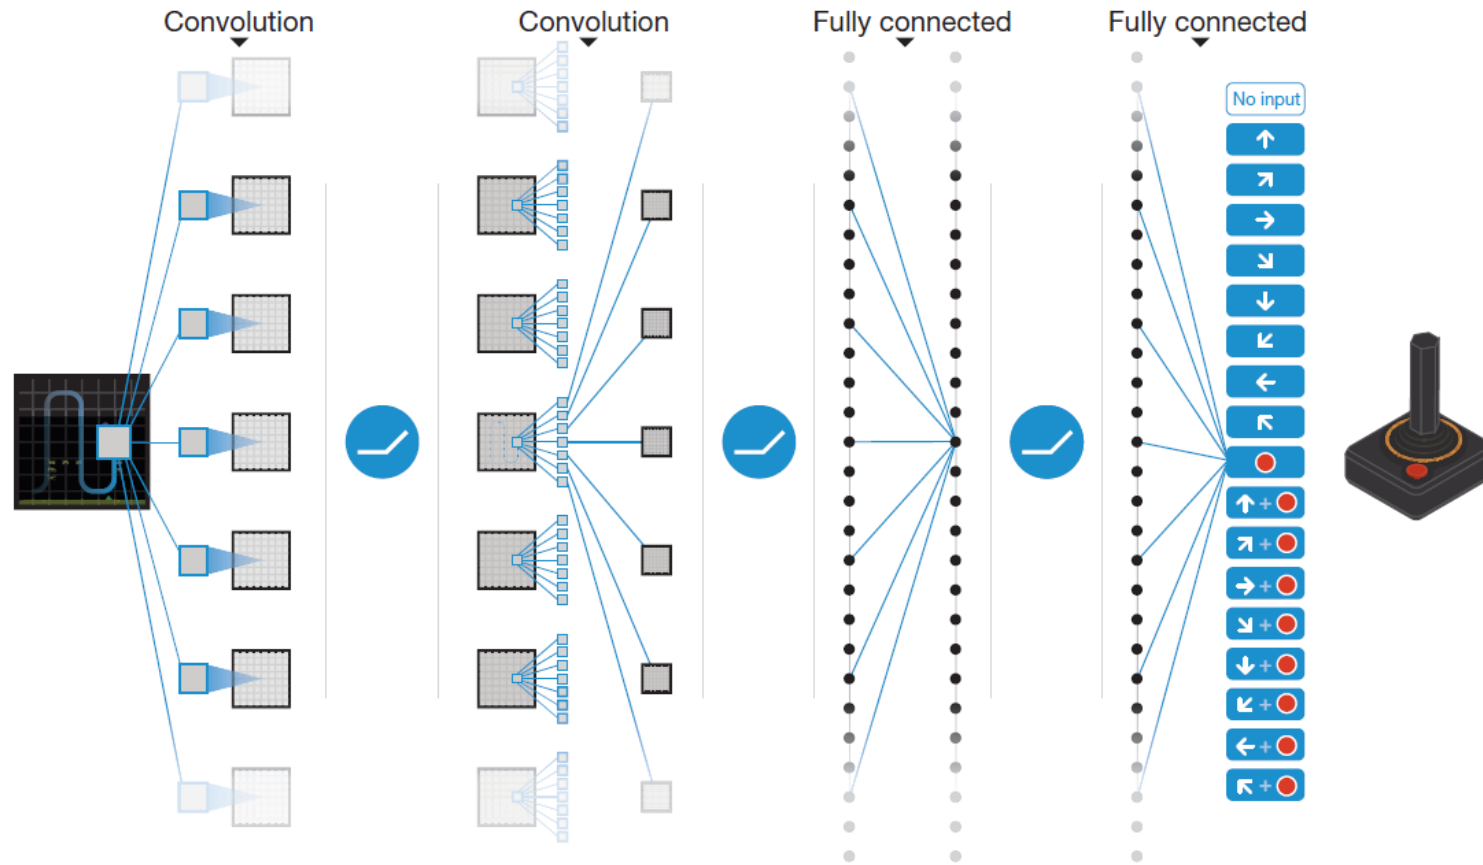 Convolution
Convolution
Fully connected
Fully connected
No input
+
+
+
+
+
+
+
+